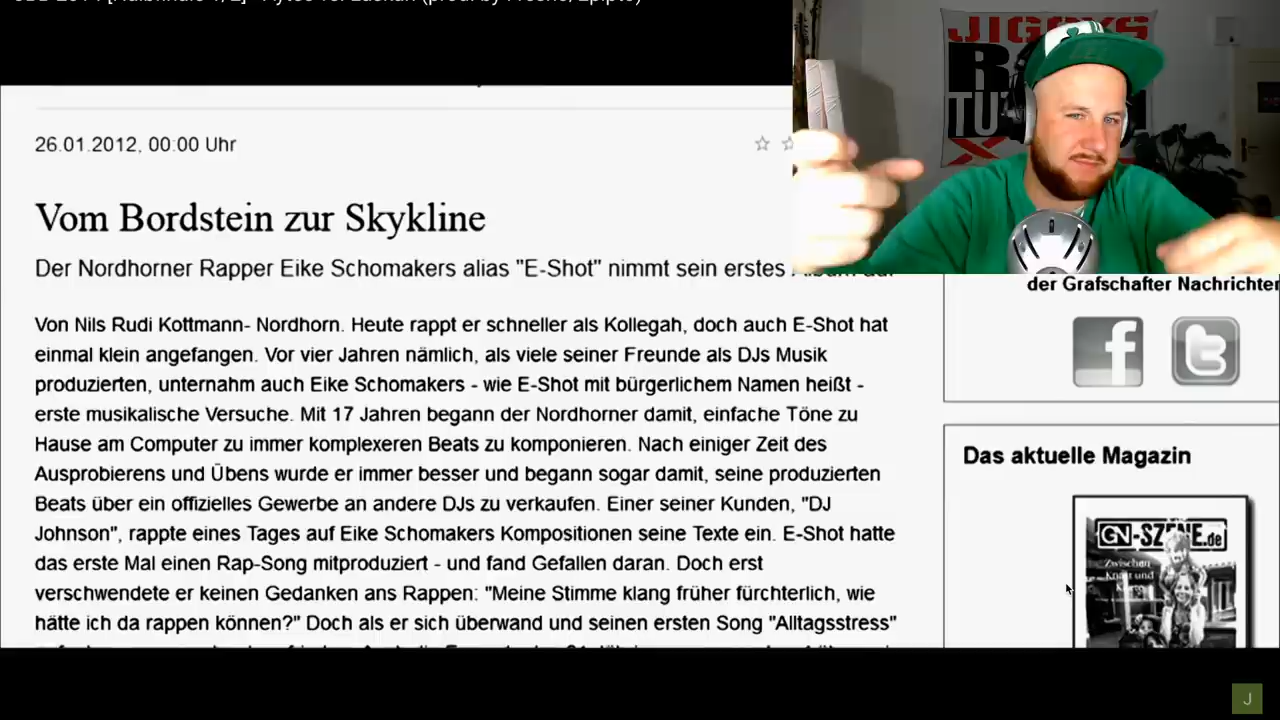 26.01.2012, 00:00 Uhr
Vom Bordstein zur Skykline
Der Nordhorner Rapper Eike Schomakers alias "E-Shot" nimmt sein erstes
Von Nils Rudi Kottmann- Nordhorn. Heute rappt er schneller als Kollegah, doch auch E-Shot hat
einmal klein angefangen. Vor vier Jahren nämlich, als viele seiner Freunde als DJs Musik
produzierten, unternahm auch Eike Schomakers - wie E-Shot mit bürgerlichem Namen heißt -
erste musikalische Versuche. Mit 17 Jahren begann der Nordhorner damit, einfache Töne zu
Hause am Computer zu immer komplexeren Beats zu komponieren. Nach einiger Zeit des
Ausprobierens und Übens wurde er immer besser und begann sogar damit, seine produzierten
Beats über ein offizielles Gewerbe an andere DJs zu verkaufen. Einer seiner Kunden, "DJ
Johnson", rappte eines Tages auf Eike Schomakers Kompositionen seine Texte ein. E-Shot hatte
das erste Mal einen Rap-Song mitproduziert - und fand Gefallen daran. Doch erst
verschwendete er keinen Gedanken ans Rappen: "Meine Stimme klang früher fürchterlich, wie
hätte ich da rappen können?" Doch als er sich überwand und seinen ersten Song "Alltagsstress"
JIGGYS
der Grafschafter Nachrichten
f
t
Das aktuelle Magazin
GN-SZENE.de
Zwischen
Knast und
J